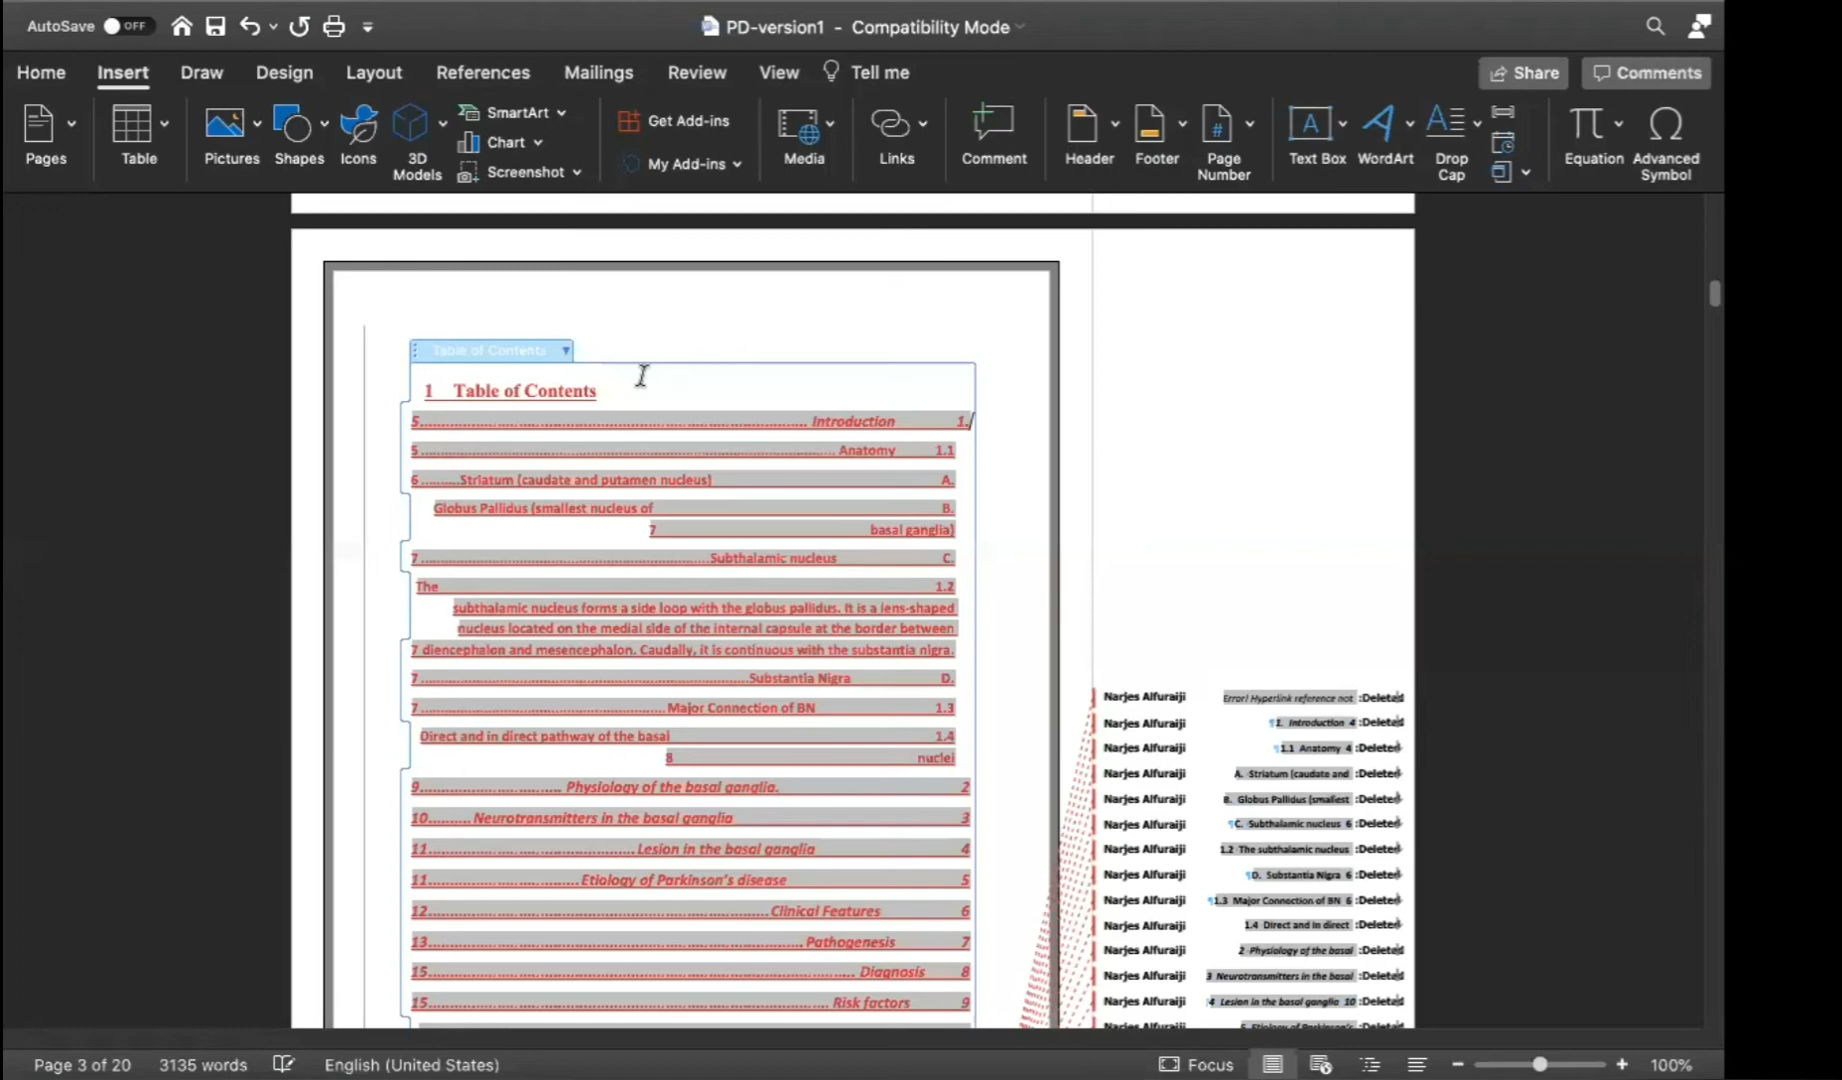 AutoSave OFF
PD-version1 - Compatibility Mode
Home Insert Draw Design Layout References Mailings Review View Tell me
Share Comments
Pages
Table
Pictures
Shapes
Icons
3D Models
SmartArt
Chart
Screenshot
Get Add-ins
My Add-ins
Media
Links
Comment
Header
Footer
Page Number
Text Box
WordArt
Drop Cap
Equation
Advanced Symbol
Table of Contents
1 Table of Contents
5 Introduction 1.
5 Anatomy 1.1
6 Striatum (caudate and putamen nucleus) A.
Globus Pallidus (smallest nucleus of B.
7 basal ganglia)
7 Subthalamic nucleus C.
The 1.2
subthalamic nucleus forms a side loop with the globus pallidus. It is a lens-shaped
nucleus located on the medial side of the internal capsule at the border between
7 diencephalon and mesencephalon. Caudally, it is continuous with the substantia nigra.
7 Substantia Nigra D.
7 Major Connection of BN 1.3
Direct and in direct pathway of the basal 1.4
8 nuclei
9 Physiology of the basal ganglia. 2
10 Neurotransmitters in the basal ganglia 3
11 Lesion in the basal ganglia 4
11 Etiology of Parkinson's disease 5
12 Clinical Features 6
13 Pathogenesis 7
15 Diagnosis 8
15 Risk factors 9
Narjes Alfuraiji Error! Hyperlink reference not :Deleted
Narjes Alfuraiji 1. Introduction 4 :Deleted
Narjes Alfuraiji 1.1 Anatomy 4 :Deleted
Narjes Alfuraiji A. Striatum (caudate and :Deleted
Narjes Alfuraiji B. Globus Pallidus (smallest :Deleted
Narjes Alfuraiji C. Subthalamic nucleus 6 :Deleted
Narjes Alfuraiji 1.2 The subthalamic nucleus :Deleted
Narjes Alfuraiji D. Substantia Nigra 6 :Deleted
Narjes Alfuraiji 1.3 Major Connection of BN 6 :Deleted
Narjes Alfuraiji 1.4 Direct and in direct :Deleted
Narjes Alfuraiji 2 Physiology of the basal :Deleted
Narjes Alfuraiji 3 Neurotransmitters in the basal :Deleted
Narjes Alfuraiji 4 Lesion in the basal ganglia 10 :Deleted
Page 3 of 20 3135 words English (United States) Focus 100%